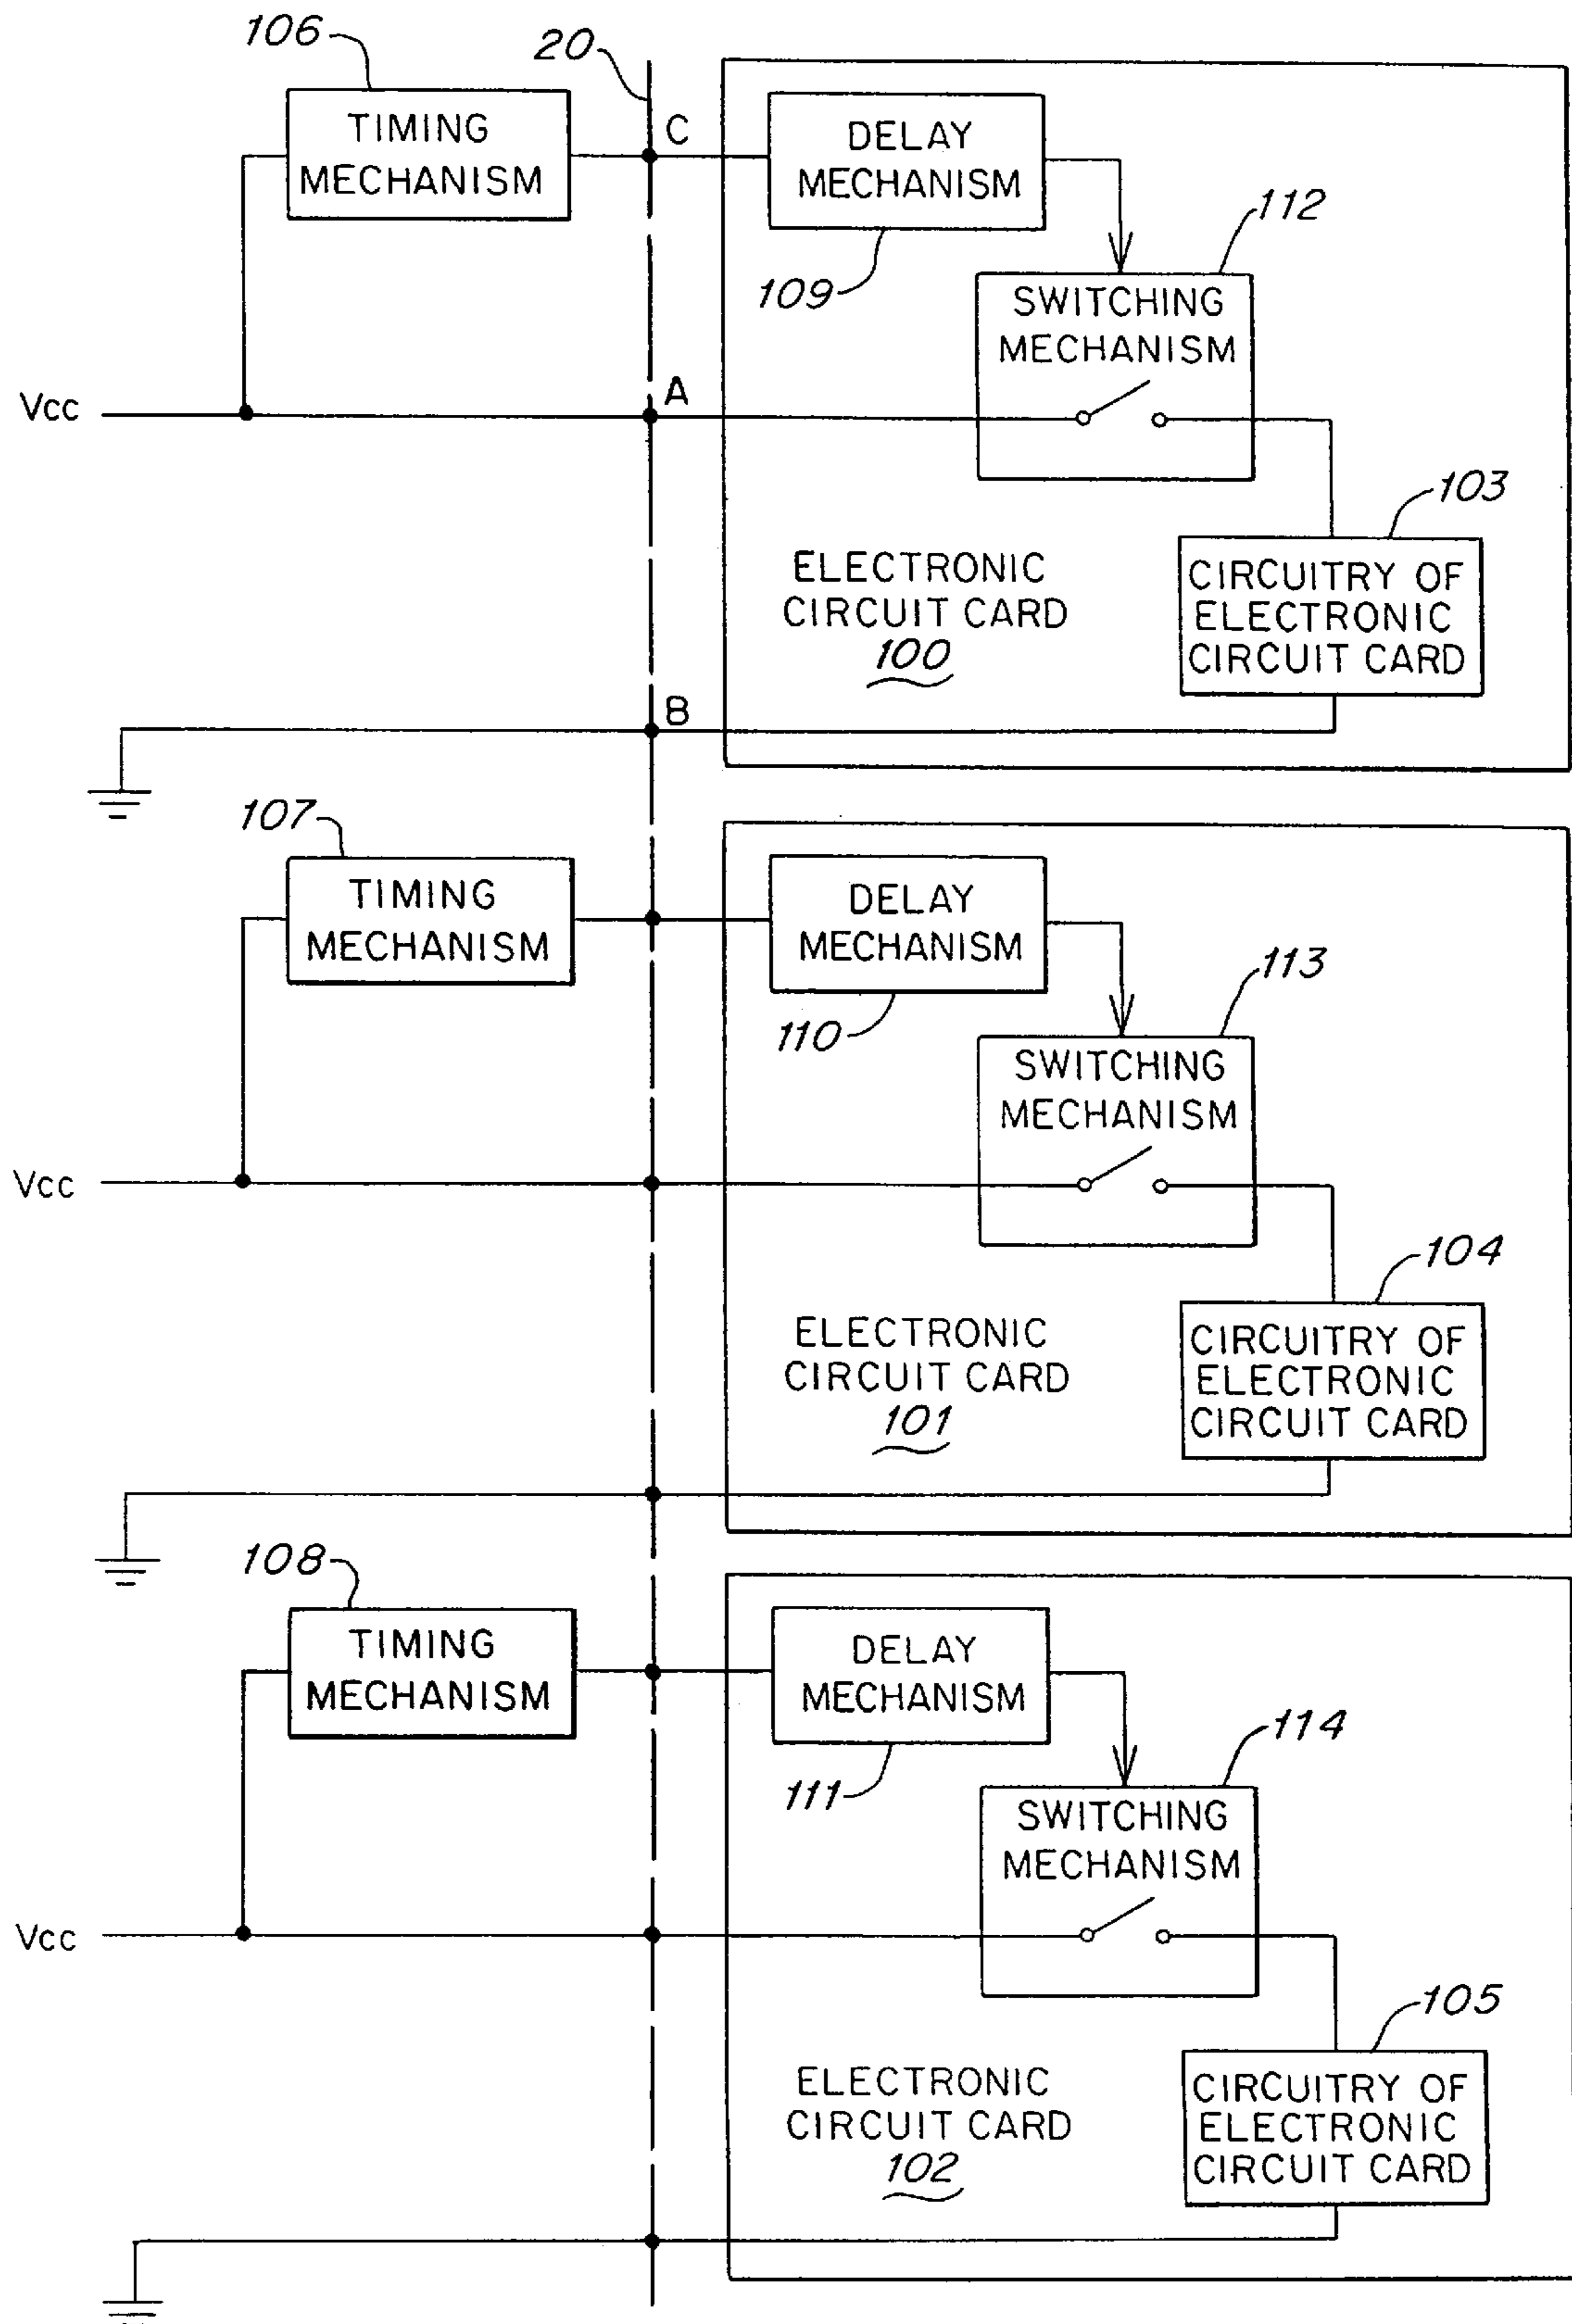 106
20
TIMING
MECHANISM
C
DELAY
MECHANISM
109
112
SWITCHING
MECHANISM
Vcc
A
103
ELECTRONIC
CIRCUIT CARD
100
CIRCUITRY OF
ELECTRONIC
CIRCUIT CARD
B
107
TIMING
MECHANISM
DELAY
MECHANISM
110
113
SWITCHING
MECHANISM
Vcc
104
ELECTRONIC
CIRCUIT CARD
101
CIRCUITRY OF
ELECTRONIC
CIRCUIT CARD
108
TIMING
MECHANISM
DELAY
MECHANISM
111
114
SWITCHING
MECHANISM
Vcc
105
ELECTRONIC
CIRCUIT CARD
102
CIRCUITRY OF
ELECTRONIC
CIRCUIT CARD